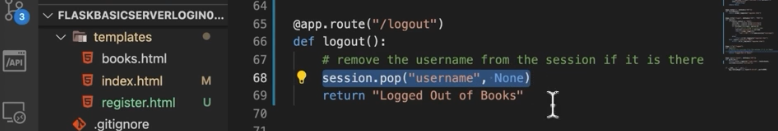 FLASKBASICSERVERLOGINO...
templates
books.html
index.html M
register.html U
.gitignore
3
/API
64
65 @app.route("/logout")
66 def logout():
67 # remove the username from the session if it is there
68 session.pop("username", None)
69 return "Logged Out of Books"
70
71